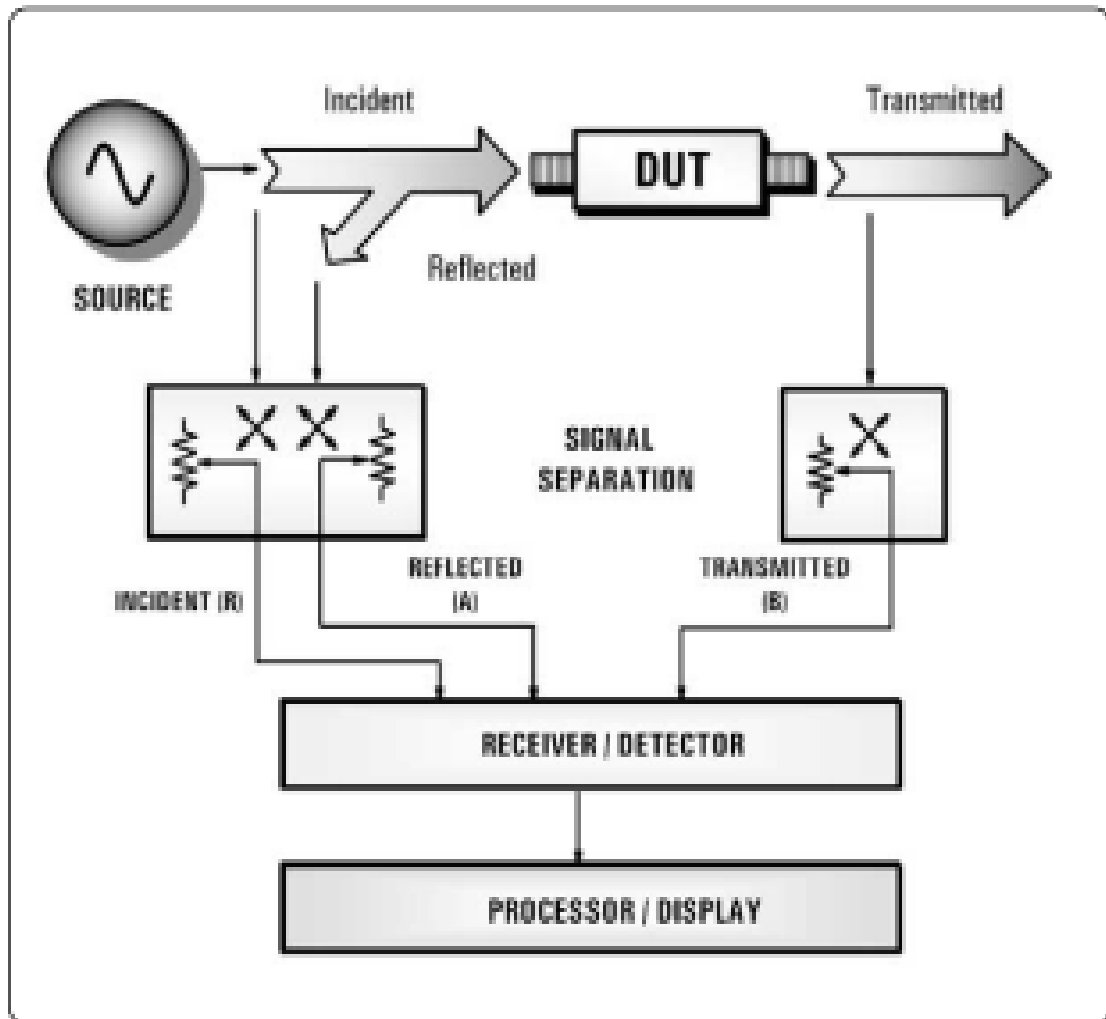 Incident
Transmitted
DUT
Reflected
SOURCE
SIGNAL
SEPARATION
INCIDENT (R)
REFLECTED
(A)
TRANSMITTED
(B)
RECEIVER / DETECTOR
PROCESSOR / DISPLAY